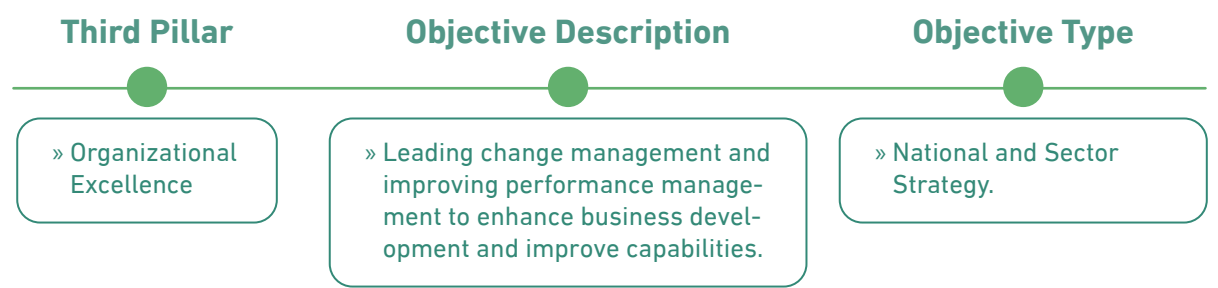 Third Pillar
Objective Description
Objective Type
» Organizational
Excellence
» Leading change management and
improving performance manage-
ment to enhance business devel-
opment and improve capabilities.
» National and Sector
Strategy.